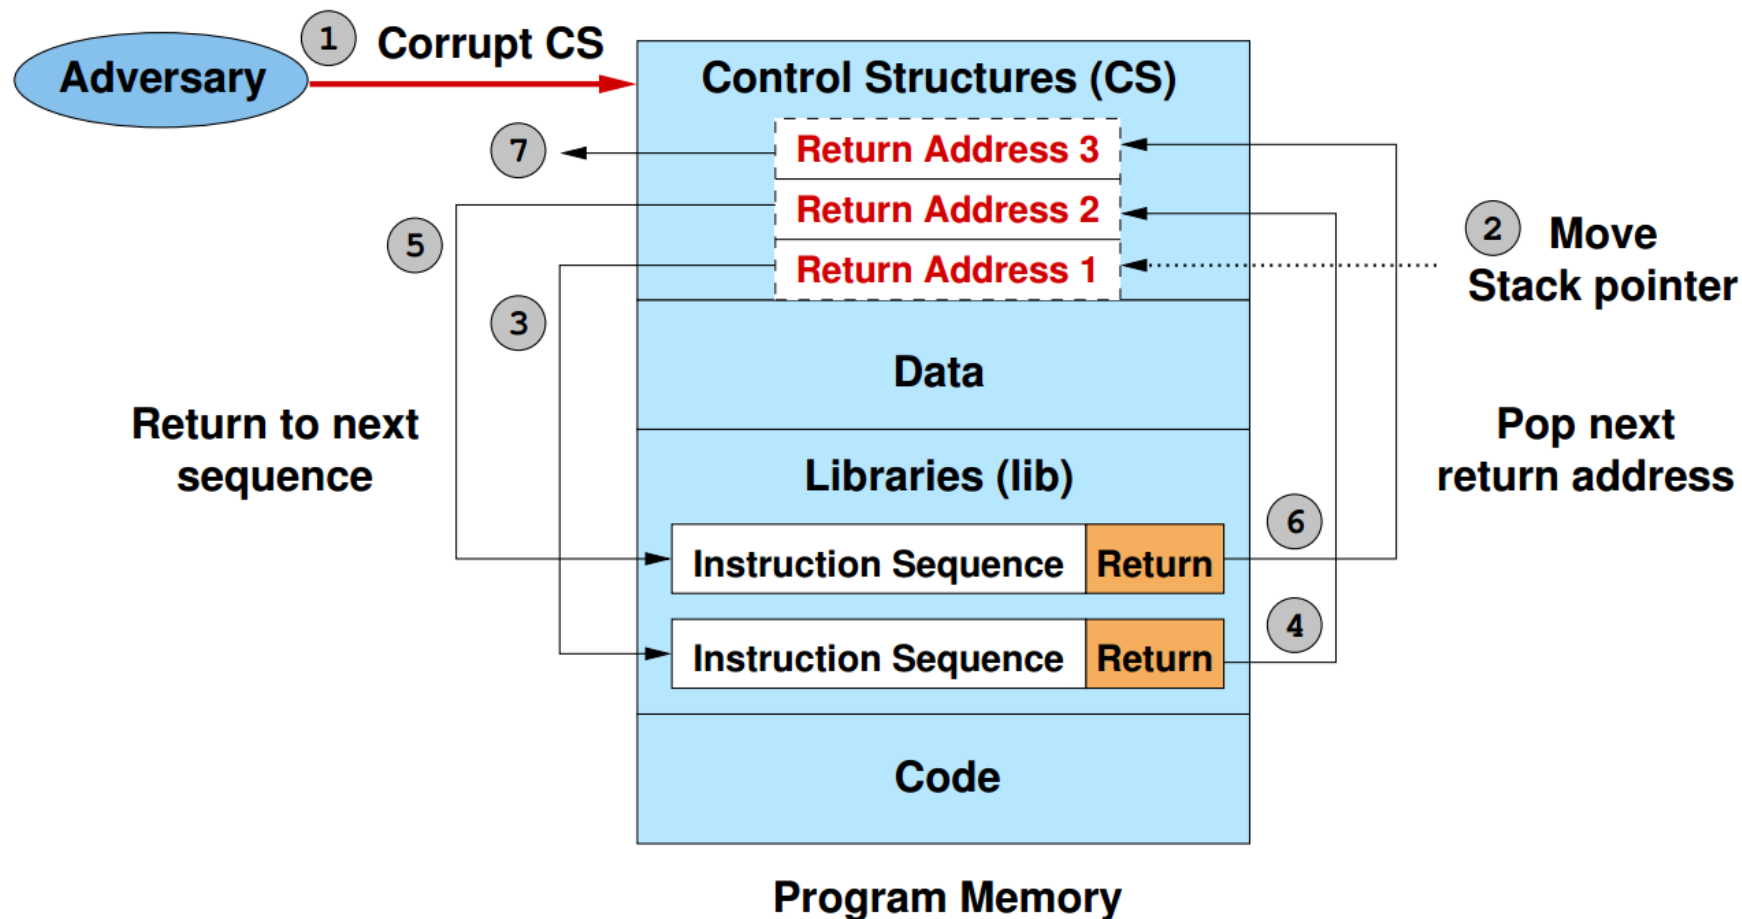 1
Corrupt CS
Adversary
Control Structures (CS)
7
Return Address 3
5
Return Address 2
2
Move
Stack pointer
3
Return Address 1
Data
Return to next
sequence
Pop next
return address
Libraries (lib)
6
Instruction Sequence
Return
4
Instruction Sequence
Return
Code
Program Memory